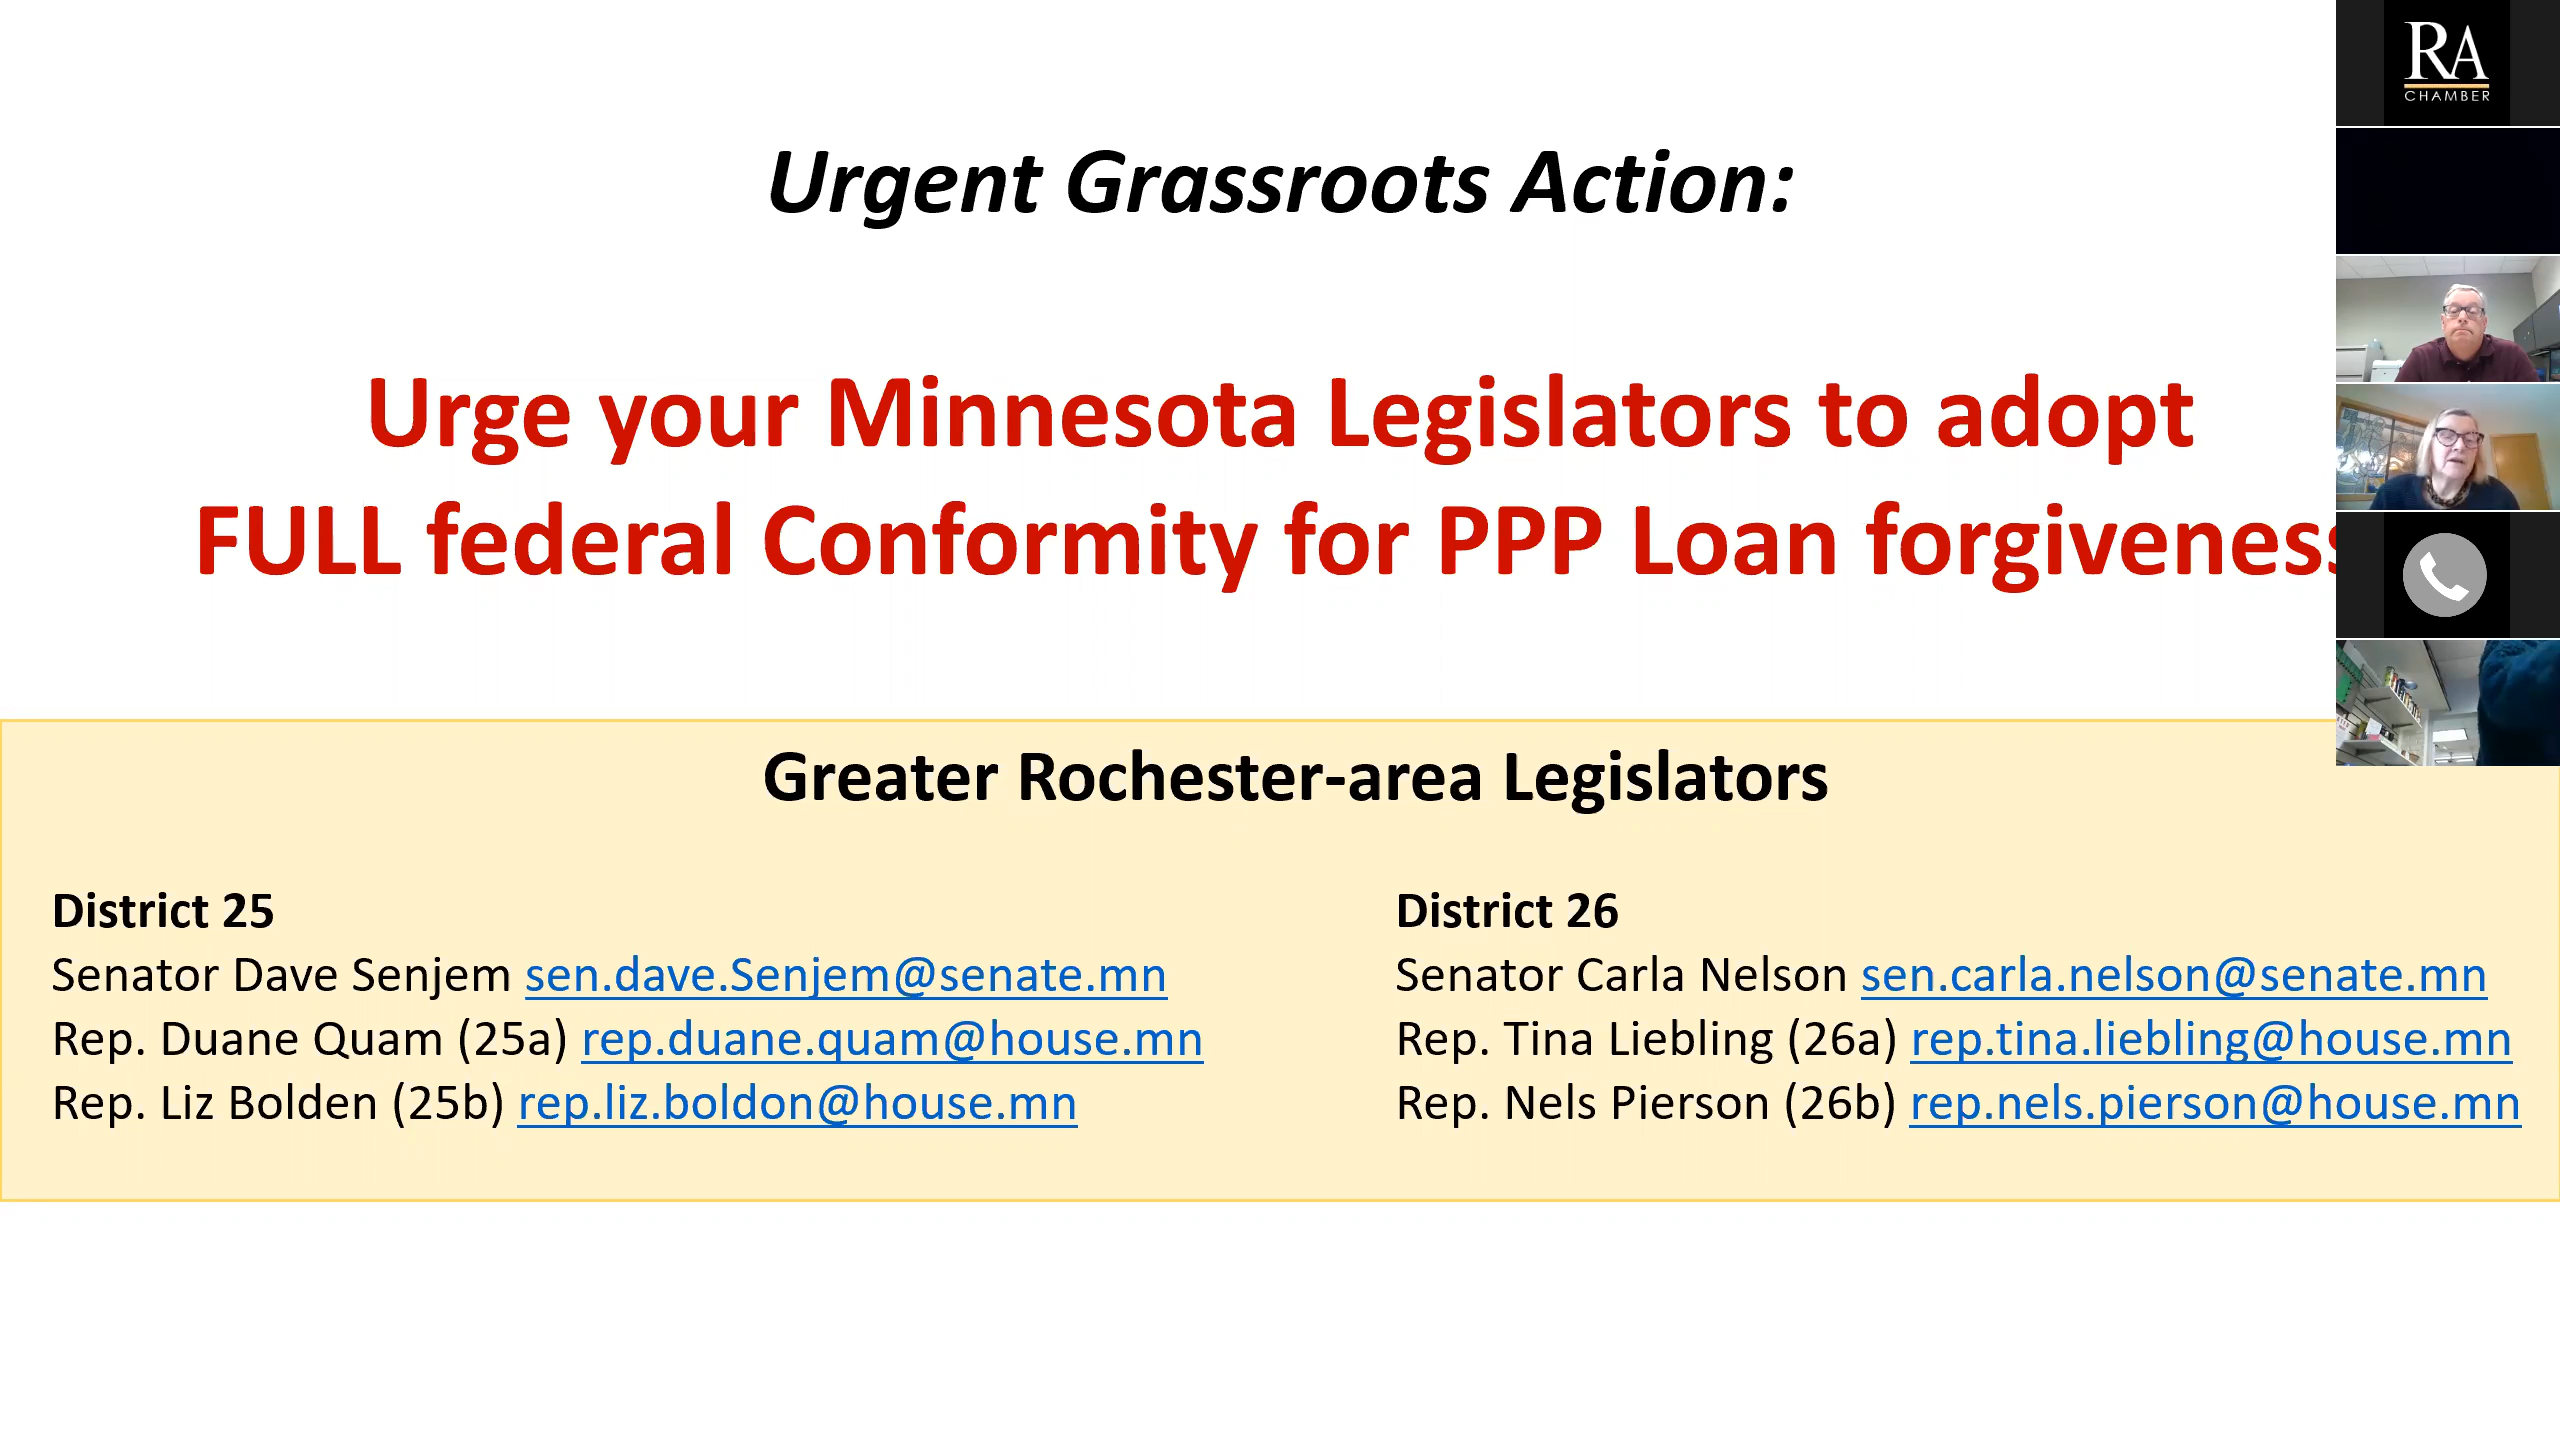 Urgent Grassroots Action:
Urge your Minnesota Legislators to adopt
FULL federal Conformity for PPP Loan forgiveness
Greater Rochester-area Legislators
District 25
Senator Dave Senjem sen.dave.Senjem@senate.mn
Rep. Duane Quam (25a) rep.duane.quam@house.mn
Rep. Liz Bolden (25b) rep.liz.boldon@house.mn
District 26
Senator Carla Nelson sen.carla.nelson@senate.mn
Rep. Tina Liebling (26a) rep.tina.liebling@house.mn
Rep. Nels Pierson (26b) rep.nels.pierson@house.mn
RA
CHAMBER